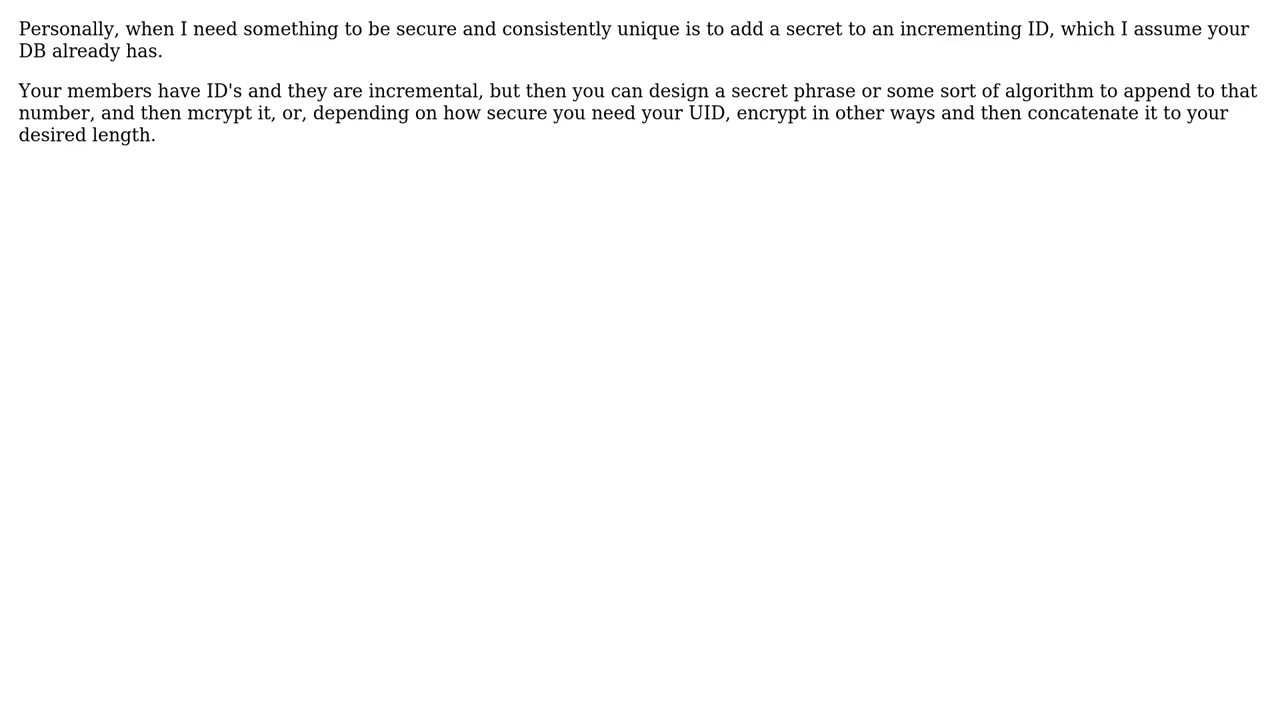 Personally, when I need something to be secure and consistently unique is to add a secret to an incrementing ID, which I assume your
DB already has.
Your members have ID's and they are incremental, but then you can design a secret phrase or some sort of algorithm to append to that
number, and then mcrypt it, or, depending on how secure you need your UID, encrypt in other ways and then concatenate it to your
desired length.